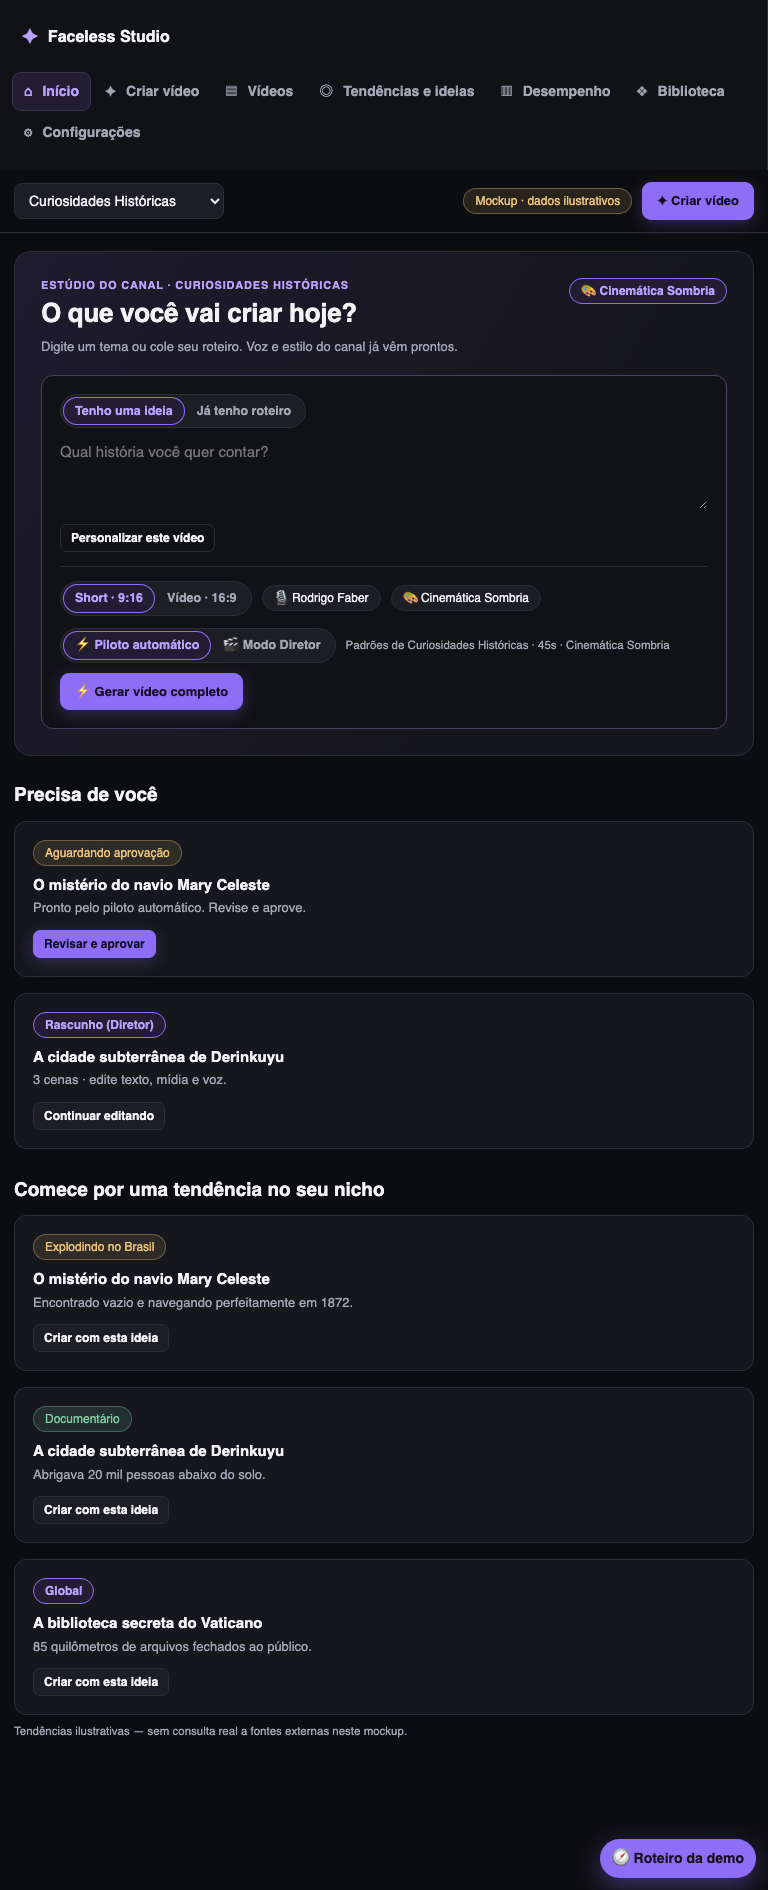 Faceless Studio
Início
Criar vídeo
Vídeos
Tendências e ideias
Desempenho
Biblioteca
Configurações
Curiosidades Históricas
Mockup · dados ilustrativos
✦ Criar vídeo
ESTÚDIO DO CANAL · CURIOSIDADES HISTÓRICAS
🎨 Cinemática Sombria
O que você vai criar hoje?
Digite um tema ou cole seu roteiro. Voz e estilo do canal já vêm prontos.
Tenho uma ideia
Já tenho roteiro
Qual história você quer contar?
Personalizar este vídeo
Short · 9:16
Vídeo · 16:9
🎙️ Rodrigo Faber
🎨 Cinemática Sombria
⚡ Piloto automático
🎬 Modo Diretor
Padrões de Curiosidades Históricas · 45s · Cinemática Sombria
⚡ Gerar vídeo completo
Precisa de você
Aguardando aprovação
O mistério do navio Mary Celeste
Pronto pelo piloto automático. Revise e aprove.
Revisar e aprovar
Rascunho (Diretor)
A cidade subterrânea de Derinkuyu
3 cenas · edite texto, mídia e voz.
Continuar editando
Comece por uma tendência no seu nicho
Explodindo no Brasil
O mistério do navio Mary Celeste
Encontrado vazio e navegando perfeitamente em 1872.
Criar com esta ideia
Documentário
A cidade subterrânea de Derinkuyu
Abrigava 20 mil pessoas abaixo do solo.
Criar com esta ideia
Global
A biblioteca secreta do Vaticano
85 quilômetros de arquivos fechados ao público.
Criar com esta ideia
Tendências ilustrativas — sem consulta real a fontes externas neste mockup.
🧭 Roteiro da demo